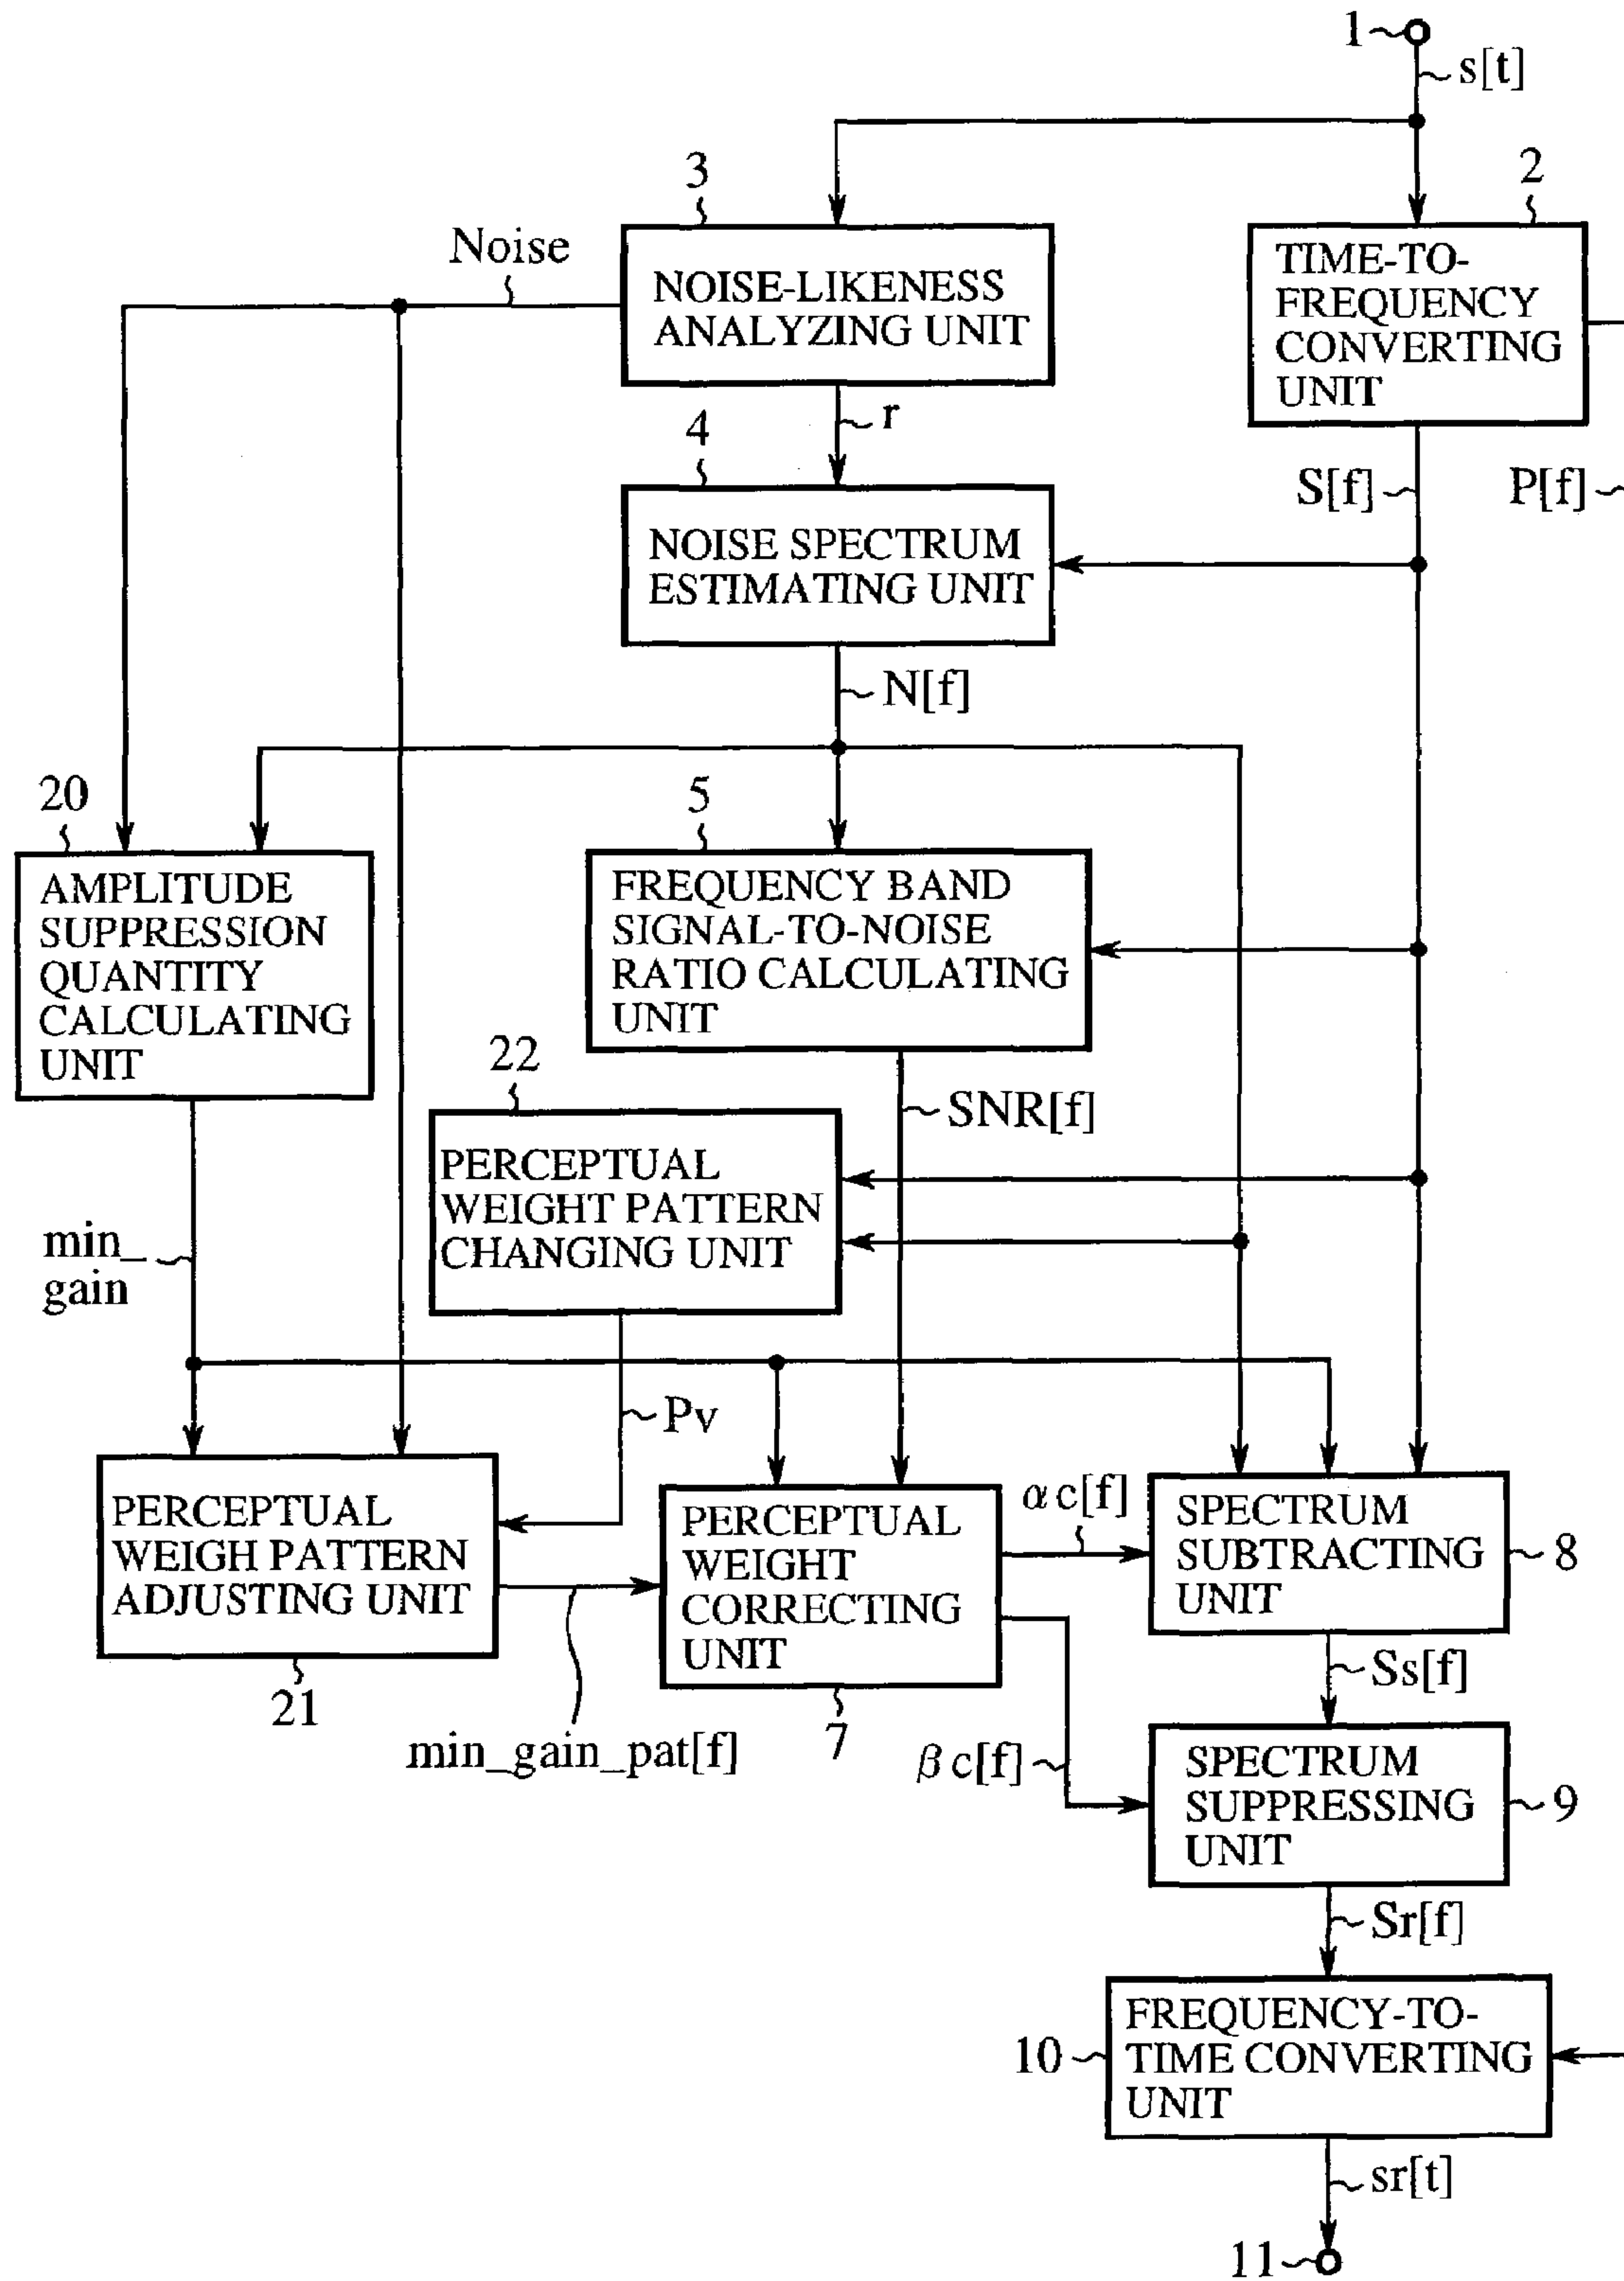 1
s[t]
3
2
Noise
NOISE-LIKENESS
ANALYZING UNIT
TIME-TO-
FREQUENCY
CONVERTING
UNIT
r
4
S[f]
P[f]
NOISE SPECTRUM
ESTIMATING UNIT
N[f]
20
5
AMPLITUDE
SUPPRESSION
QUANTITY
CALCULATING
UNIT
FREQUENCY BAND
SIGNAL-TO-NOISE
RATIO CALCULATING
UNIT
22
SNR[f]
PERCEPTUAL
WEIGHT PATTERN
CHANGING UNIT
min_
gain
Pv
PERCEPTUAL
WEIGH PATTERN
ADJUSTING UNIT
21
min_gain_pat[f]
PERCEPTUAL
WEIGHT
CORRECTING
UNIT
7
αc[f]
βc[f]
SPECTRUM
SUBTRACTING
UNIT
8
Ss[f]
SPECTRUM
SUPPRESSING
UNIT
9
Sr[f]
10
FREQUENCY-TO-
TIME CONVERTING
UNIT
sr[t]
11